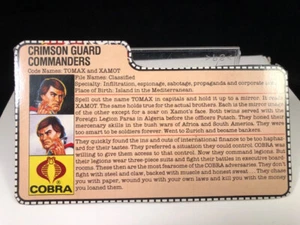 CRIMSON GUARD
COMMANDERS
Code Names: TOMAX and XAMOT
File Names: Classified
Specialty: Infiltration, espionage, sabotage, propaganda and corporate
Place of Birth: Island in the Mediterranean.
Spell out the name TOMAX in capitals and hold it up to a mirror. It
XAMOT. The same holds true for the actual brothers. Each is the mirror
of the other except for a scar on Xamot's face. Both twins served with the
Foreign Legion Paras in Algeria before the officers Putsch. They honed their
mercenary skills in the bush wars of Africa and South America. They were
too smart to be soldiers forever. Went to Zurich and became bankers
They quickly found the ins and outs of international finance to be too haphaz-
ard for their tastes. They preferred a situation they could control. COBRA was
willing to give them access to that control. Now they command legions. But
their legions wear three-piece suits and fight their battles in executive board-
rooms. These then are the most fearsome of the COBRA adversaries. They don't
fight with steel and claw, backed with muscle and honest sweat ... They chase
you with paper, wound you with your own laws and kill you with the money
you loaned them.
COBRA